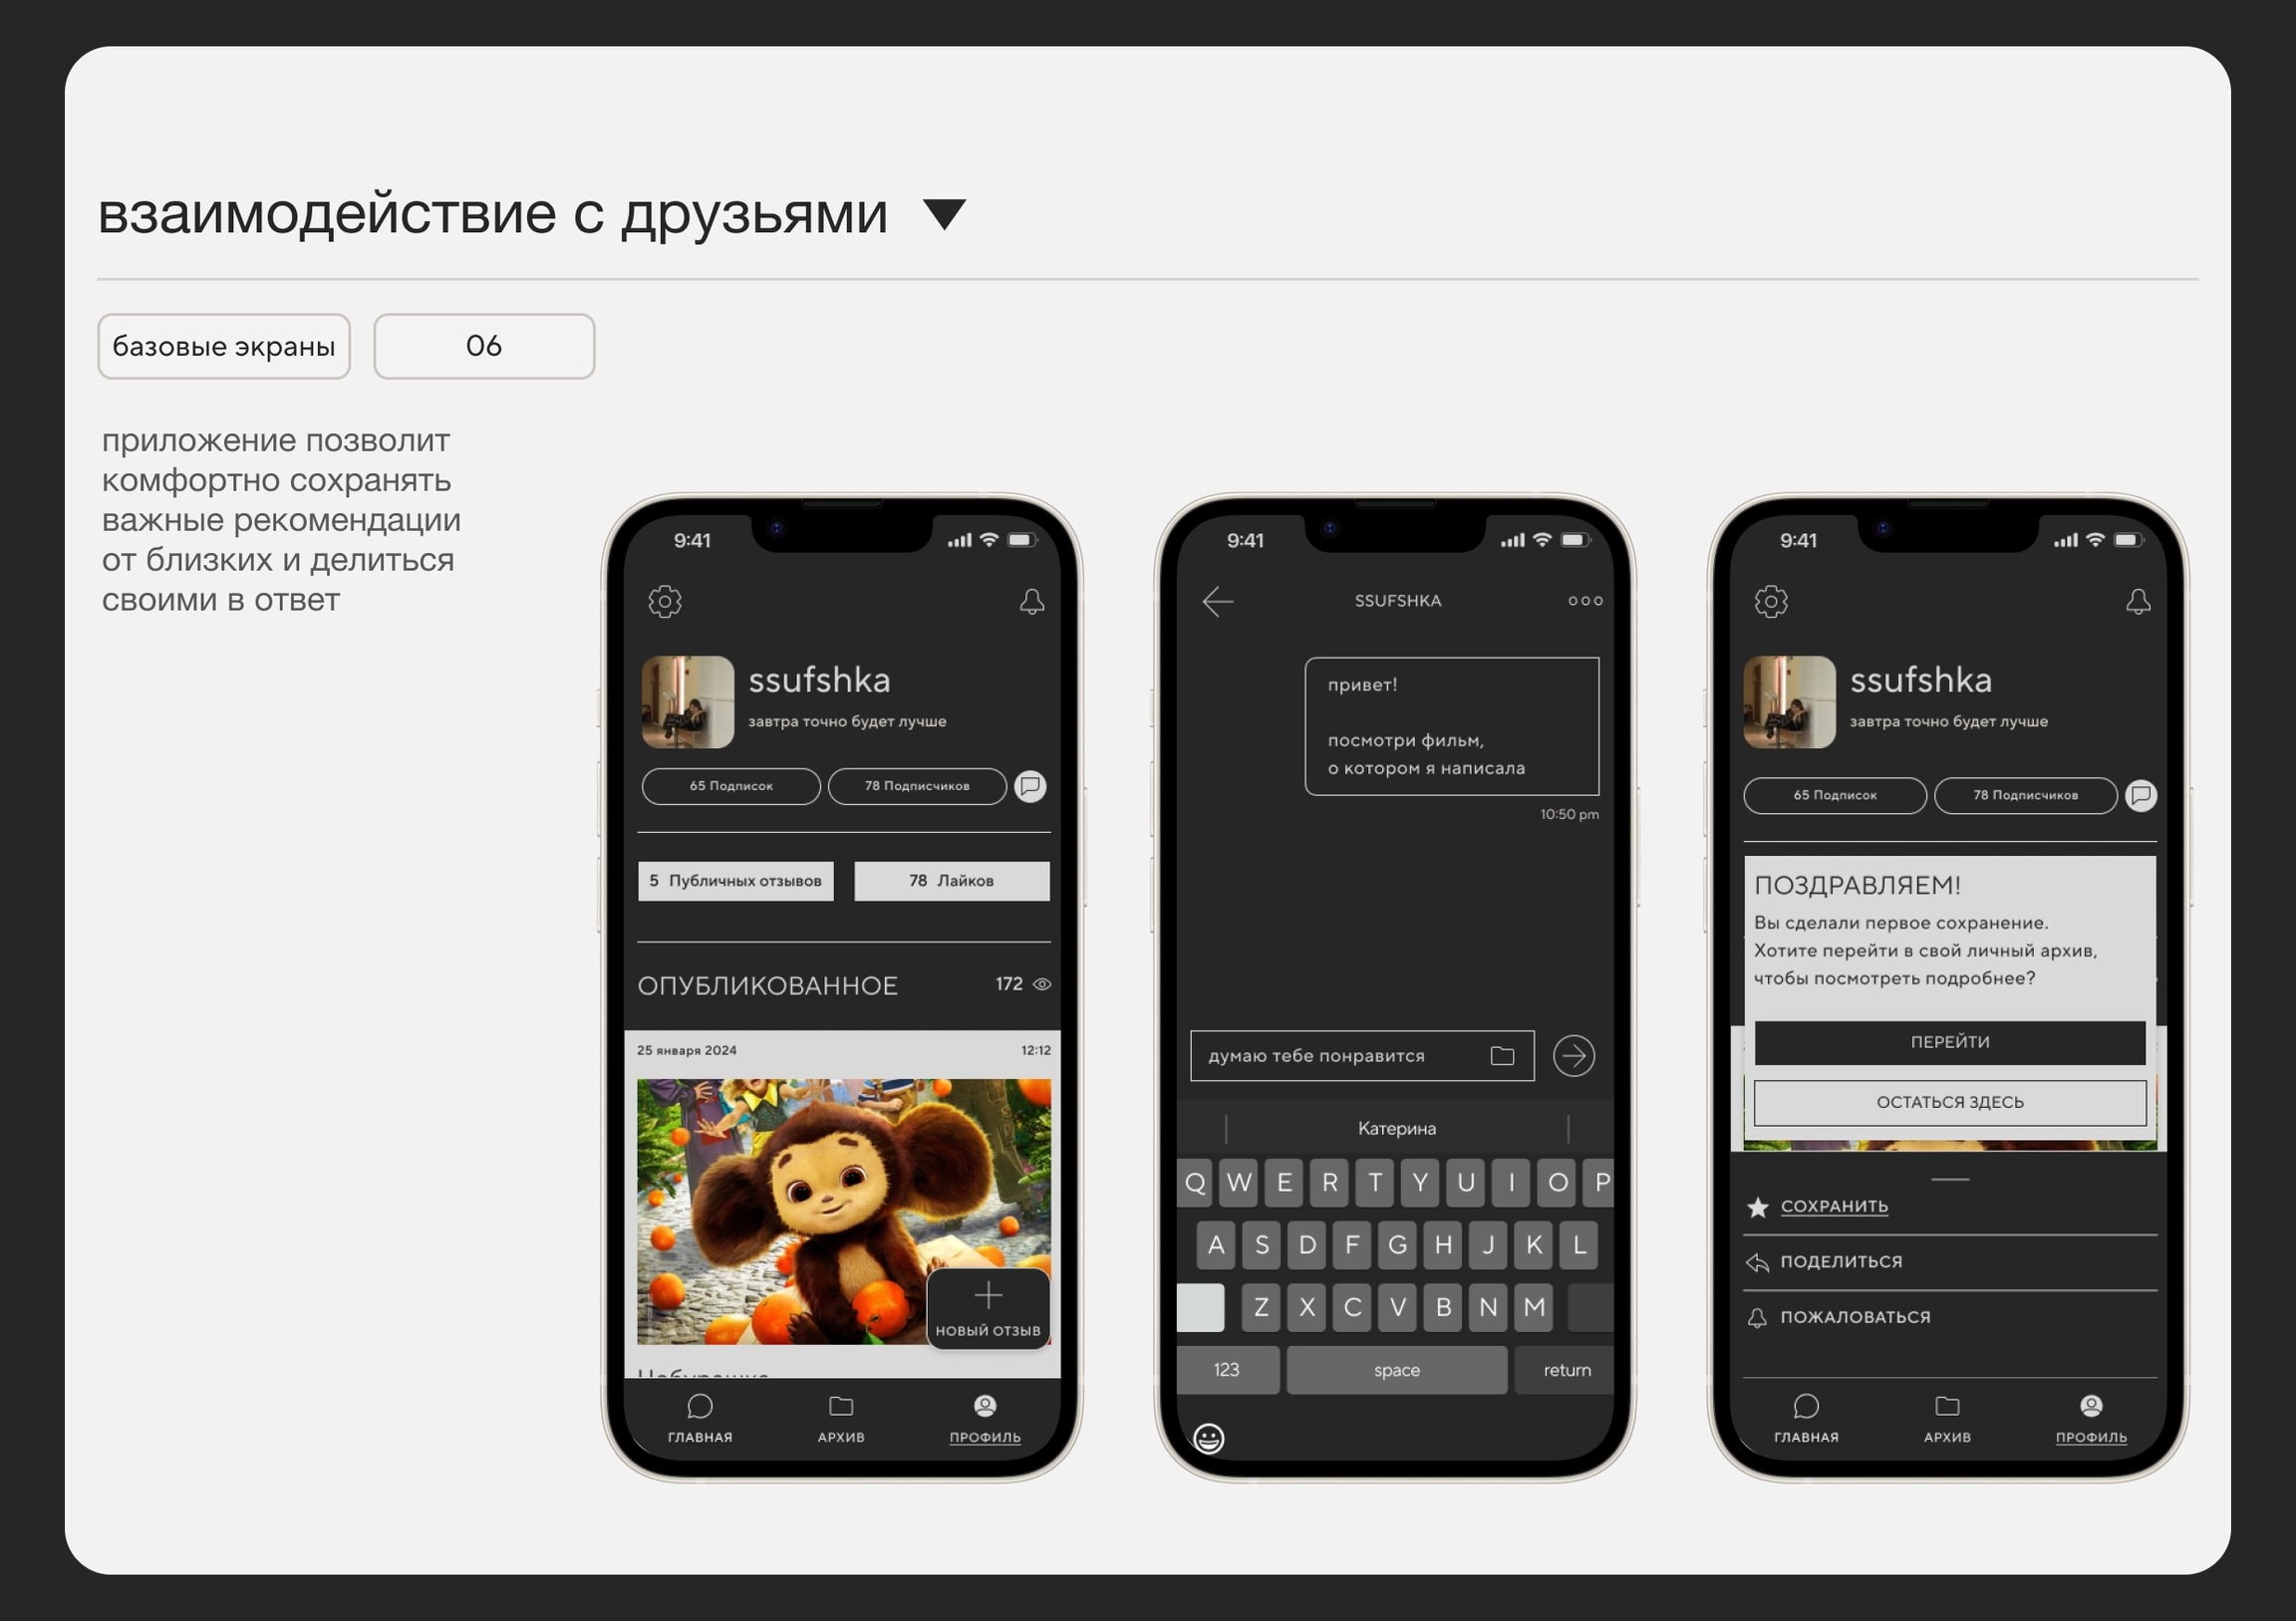 взаимодействие с друзьями
базовые экраны
06
приложение позволит
комфортно сохранять
важные рекомендации
от близких и делиться
своими в ответ
9:41
ssufshka
завтра точно будет лучше
65 Подписок
78 Подписчиков
5 Публичных отзывов
78 Лайков
ОПУБЛИКОВАННОЕ
172
25 января 2024
12:12
НОВЫЙ ОТЗЫВ
ГЛАВНАЯ
АРХИВ
ПРОФИЛЬ
9:41
SSUFSHKA
привет!
посмотри фильм,
о котором я написала
10:50 pm
думаю тебе понравится
Катерина
Q W E R T Y U I O P
A S D F G H J K L
Z X C V B N M
123
space
return
9:41
ssufshka
завтра точно будет лучше
65 Подписок
78 Подписчиков
ПОЗДРАВЛЯЕМ!
Вы сделали первое сохранение.
Хотите перейти в свой личный архив,
чтобы посмотреть подробнее?
ПЕРЕЙТИ
ОСТАТЬСЯ ЗДЕСЬ
СОХРАНИТЬ
ПОДЕЛИТЬСЯ
ПОЖАЛОВАТЬСЯ
ГЛАВНАЯ
АРХИВ
ПРОФИЛЬ